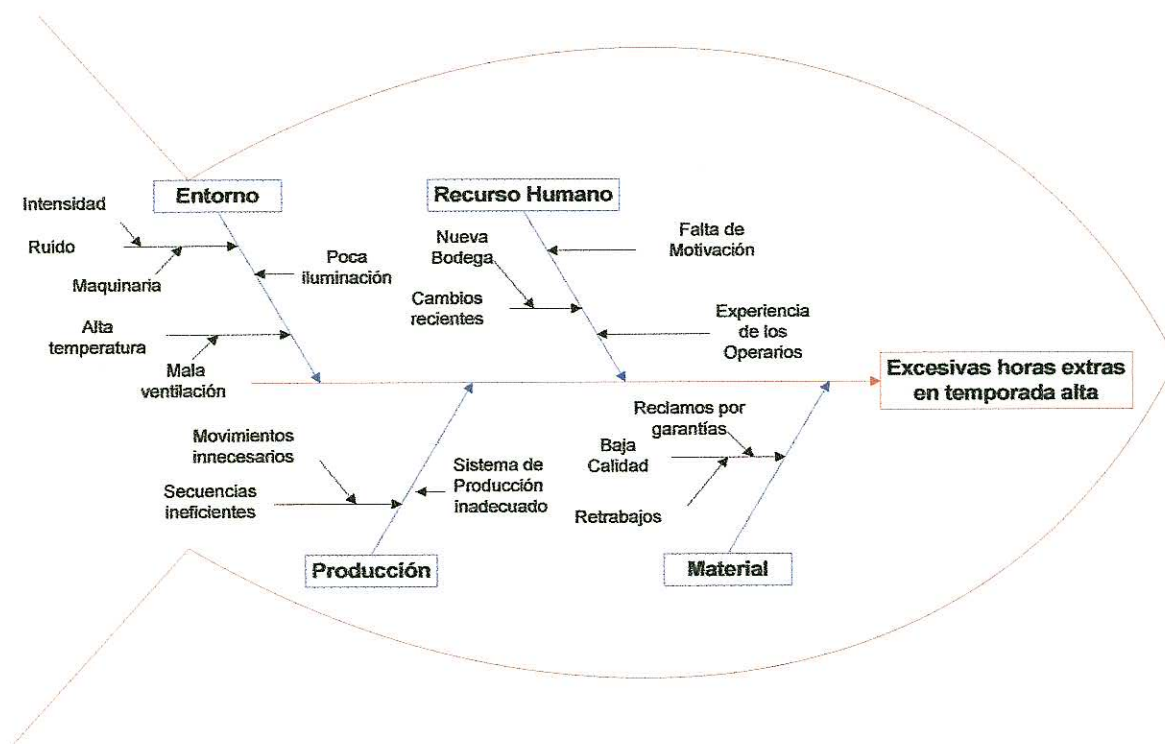 Entorno
Intensidad
Ruido
Maquinaria
Poca
iluminación
Alta
temperatura
Mala
ventilación
Recurso Humano
Nueva
Bodega
Falta de
Motivación
Cambios
recientes
Experiencia
de los
Operarios
Excesivas horas extras
en temporada alta
Movimientos
innecesarios
Secuencias
ineficientes
Sistema de
Producción
inadecuado
Producción
Reclamos por
garantías
Baja
Calidad
Retrabajos
Material